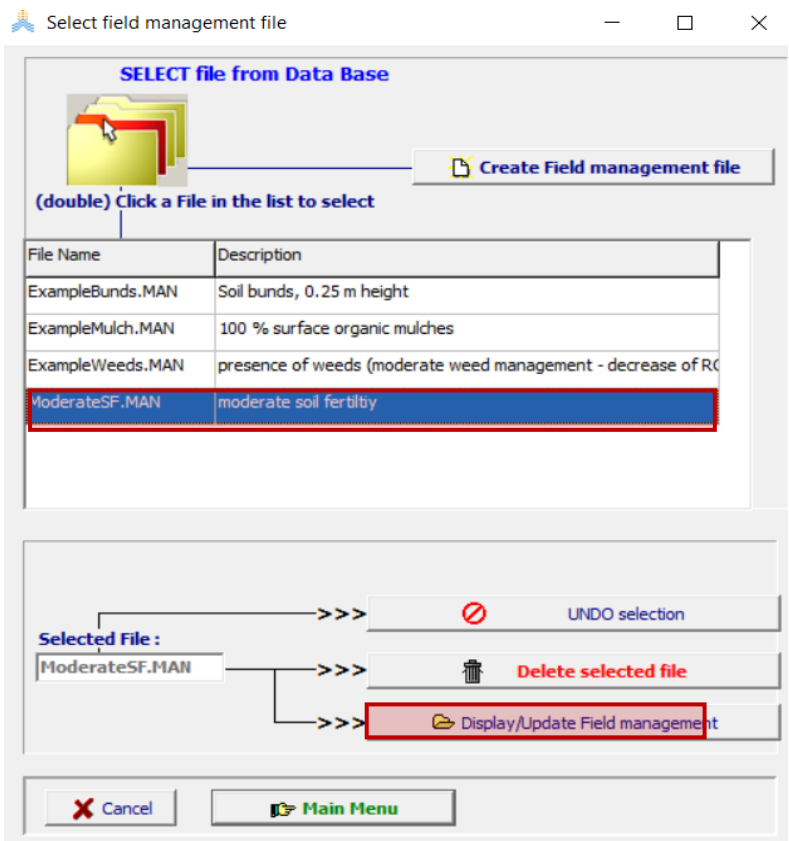 Select field management file
SELECT file from Data Base
Create Field management file
(double) Click a File in the list to select
File Name Description
ExampleBunds.MAN Soil bunds, 0.25 m height
ExampleMulch.MAN 100 % surface organic mulches
ExampleWeeds.MAN presence of weeds (moderate weed management - decrease of RO
ModerateSF.MAN moderate soil fertiltiy
>>> UNDO selection
Selected File :
ModerateSF.MAN >>> Delete selected file
>>> Display/Update Field management
Cancel Main Menu